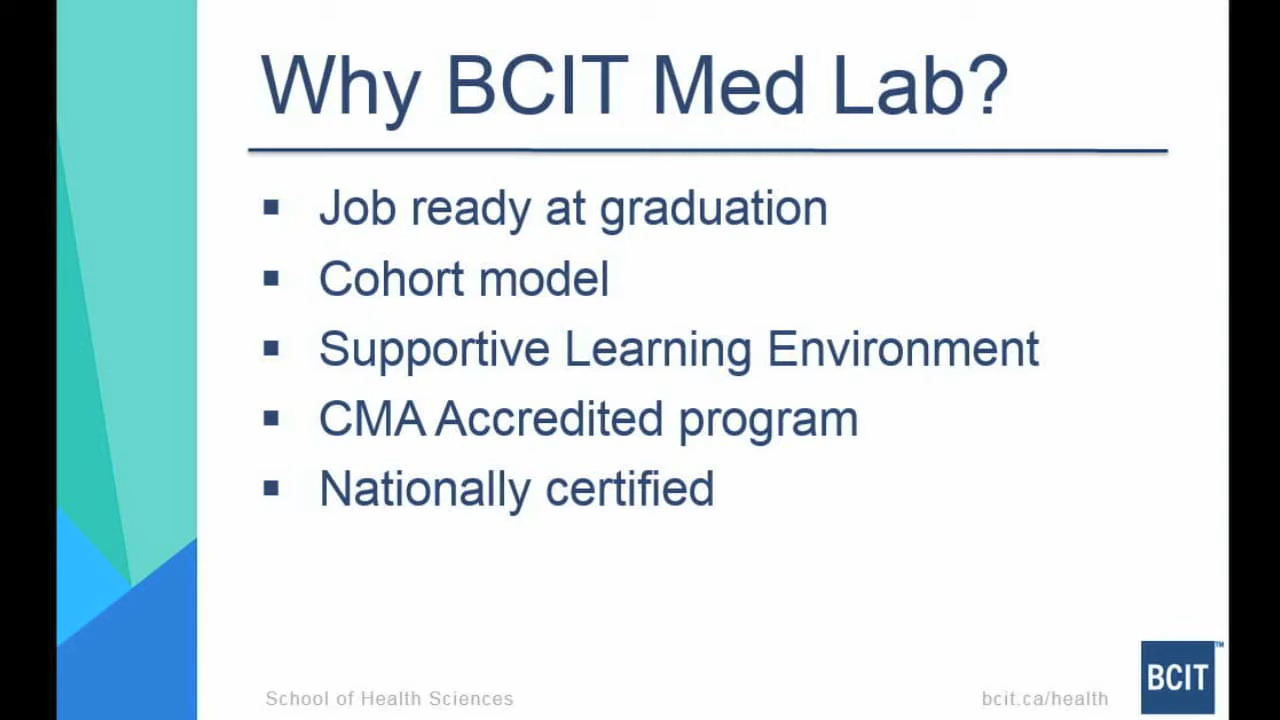 Why BCIT Med Lab?
▪ Job ready at graduation
▪ Cohort model
▪ Supportive Learning Environment
▪ CMA Accredited program
▪ Nationally certified
School of Health Sciences
bcit.ca/health
BCIT™